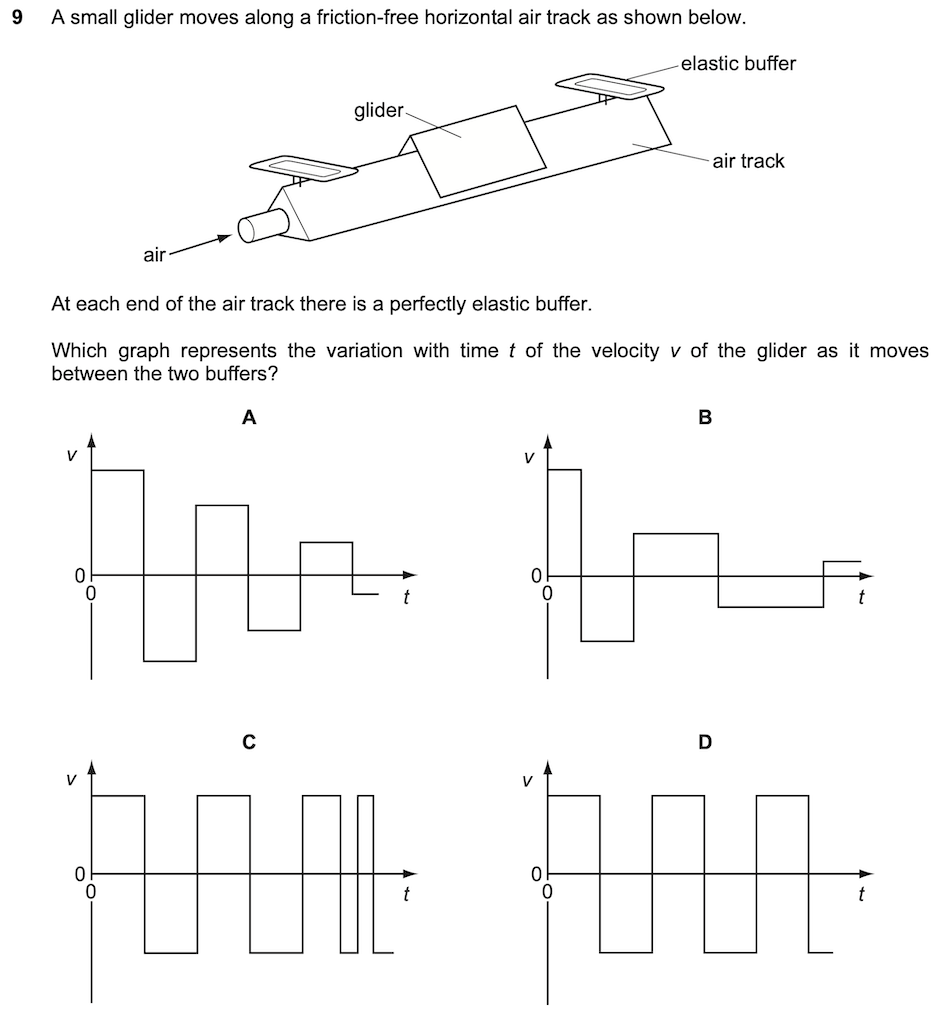 9 A small glider moves along a friction-free horizontal air track as shown below.
elastic buffer
glider
air track
air
At each end of the air track there is a perfectly elastic buffer.
Which graph represents the variation with time t of the velocity v of the glider as it moves
between the two buffers?
A
v
0
0
t
B
v
0
0
t
C
v
0
0
t
D
v
0
0
t